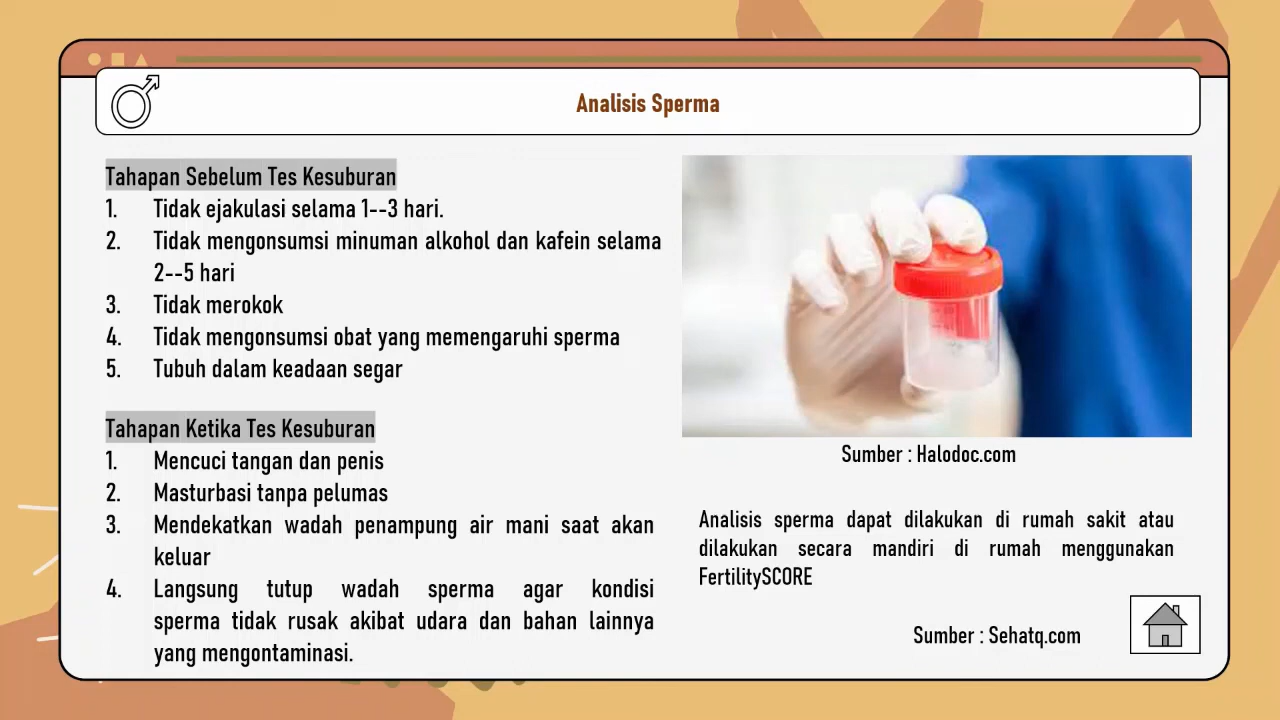 Analisis Sperma
Tahapan Sebelum Tes Kesuburan
1. Tidak ejakulasi selama 1--3 hari.
2. Tidak mengonsumsi minuman alkohol dan kafein selama
2--5 hari
3. Tidak merokok
4. Tidak mengonsumsi obat yang memengaruhi sperma
5. Tubuh dalam keadaan segar
Tahapan Ketika Tes Kesuburan
1. Mencuci tangan dan penis
2. Masturbasi tanpa pelumas
3. Mendekatkan wadah penampung air mani saat akan
keluar
4. Langsung tutup wadah sperma agar kondisi
sperma tidak rusak akibat udara dan bahan lainnya
yang mengontaminasi.
Sumber : Halodoc.com
Analisis sperma dapat dilakukan di rumah sakit atau
dilakukan secara mandiri di rumah menggunakan
FertilitySCORE
Sumber : Sehatq.com